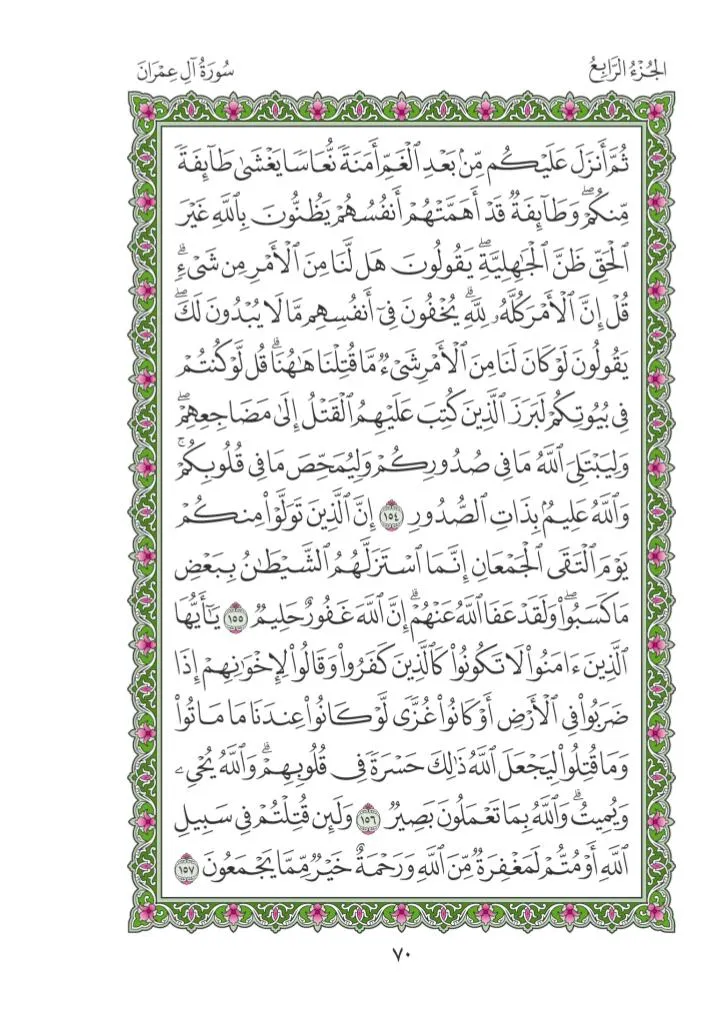 الجُزْءُ الرَّابِعُ
سُورَةُ آلِ عِمْرَانَ
ثُمَّ أَنزَلَ عَلَيْكُم مِّنۢ بَعْدِ ٱلْغَمِّ أَمَنَةً نُّعَاسًا يَغْشَىٰ طَآئِفَةً
مِّنكُمْۖ وَطَآئِفَةٌ قَدْ أَهَمَّتْهُمْ أَنفُسُهُمْ يَظُنُّونَ بِٱللَّهِ غَيْرَ
ٱلْحَقِّ ظَنَّ ٱلْجَٰهِلِيَّةِۖ يَقُولُونَ هَل لَّنَا مِنَ ٱلْأَمْرِ مِن شَىْءٍۗ
قُلْ إِنَّ ٱلْأَمْرَ كُلَّهُۥ لِلَّهِۗ يُخْفُونَ فِىٓ أَنفُسِهِم مَّا لَا يُبْدُونَ لَكَۖ
يَقُولُونَ لَوْ كَانَ لَنَا مِنَ ٱلْأَمْرِ شَىْءٌ مَّا قُتِلْنَا هَٰهُنَاۗ قُل لَّوْ كُنتُمْ
فِى بُيُوتِكُمْ لَبَرَزَ ٱلَّذِينَ كُتِبَ عَلَيْهِمُ ٱلْقَتْلُ إِلَىٰ مَضَاجِعِهِمْۖ
وَلِيَبْتَلِىَ ٱللَّهُ مَا فِى صُدُورِكُمْ وَلِيُمَحِّصَ مَا فِى قُلُوبِكُمْۚ
وَٱللَّهُ عَلِيمٌۢ بِذَاتِ ٱلصُّدُورِ ١٥٤ إِنَّ ٱلَّذِينَ تَوَلَّوْا۟ مِنكُمْ
يَوْمَ ٱلْتَقَى ٱلْجَمْعَانِ إِنَّمَا ٱسْتَزَلَّهُمُ ٱلشَّيْطَٰنُ بِبَعْضِ
مَا كَسَبُوا۟ۖ وَلَقَدْ عَفَا ٱللَّهُ عَنْهُمْۗ إِنَّ ٱللَّهَ غَفُورٌ حَلِيمٌ ١٥٥ يَٰٓأَيُّهَا
ٱلَّذِينَ ءَامَنُوا۟ لَا تَكُونُوا۟ كَٱلَّذِينَ كَفَرُوا۟ وَقَالُوا۟ لِإِخْوَٰنِهِمْ إِذَا
ضَرَبُوا۟ فِى ٱلْأَرْضِ أَوْ كَانُوا۟ غُزًّى لَّوْ كَانُوا۟ عِندَنَا مَا مَاتُوا۟
وَمَا قُتِلُوا۟ لِيَجْعَلَ ٱللَّهُ ذَٰلِكَ حَسْرَةً فِى قُلُوبِهِمْۗ وَٱللَّهُ يُحْىِۦ
وَيُمِيتُۗ وَٱللَّهُ بِمَا تَعْمَلُونَ بَصِيرٌ ١٥٦ وَلَئِن قُتِلْتُمْ فِى سَبِيلِ
ٱللَّهِ أَوْ مُتُّمْ لَمَغْفِرَةٌ مِّنَ ٱللَّهِ وَرَحْمَةٌ خَيْرٌ مِّمَّا يَجْمَعُونَ ١٥٧
٧٠